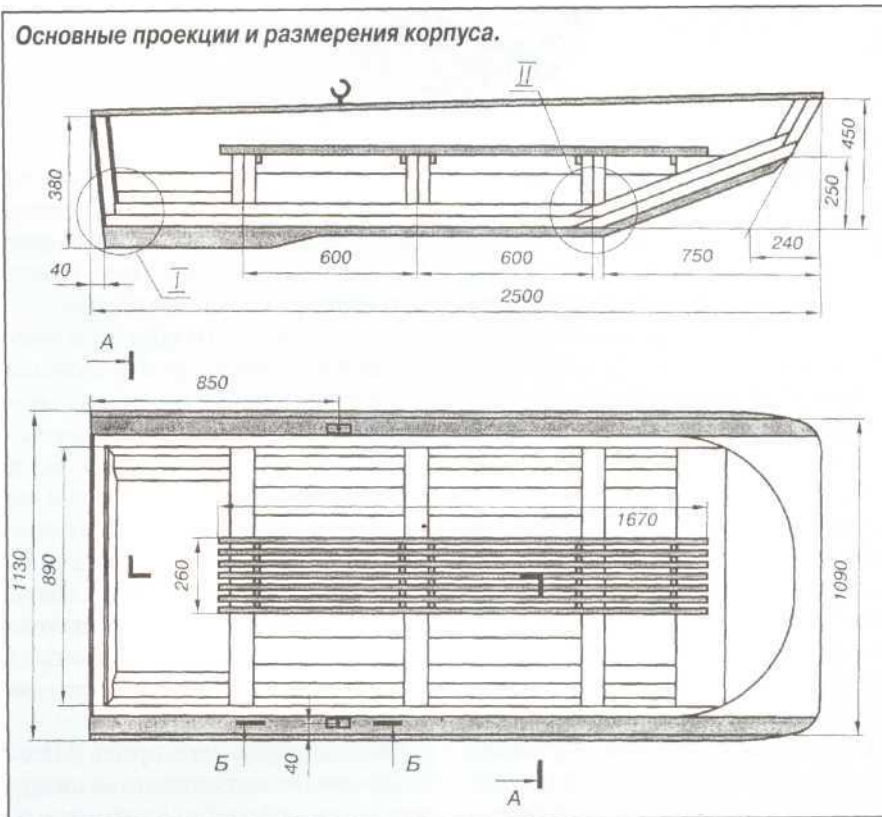 Основные проекции и размерения корпуса.
II
380
450
250
40
I
600
600
750
240
2500
А
850
1670
1130
890
260
1090
Б
40
Б
А